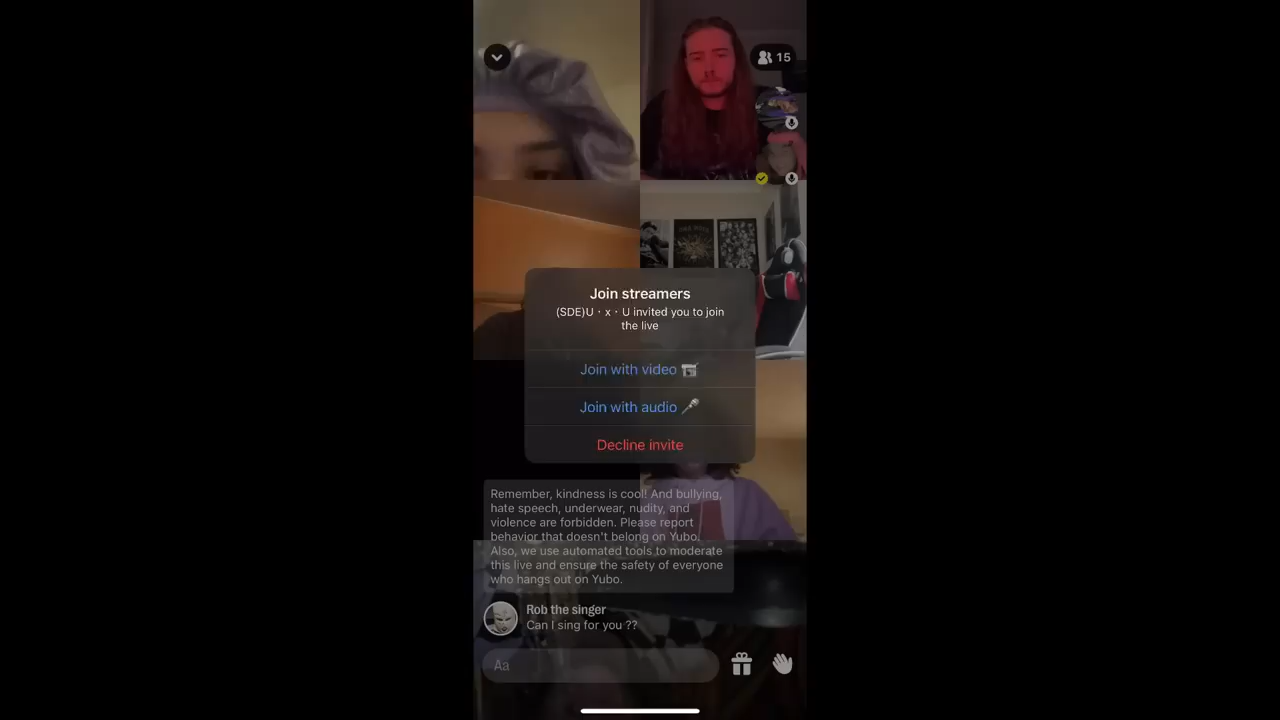 15
Join streamers
(SDE)U · x · U invited you to join
the live
Join with video
Join with audio
Decline invite
Remember, kindness is cool! And bullying,
hate speech, underwear, nudity, and
violence are forbidden. Please report
behavior that doesn't belong on Yubo.
Also, we use automated tools to moderate
this live and ensure the safety of everyone
who hangs out on Yubo.
Rob the singer
Can I sing for you ??
Aa